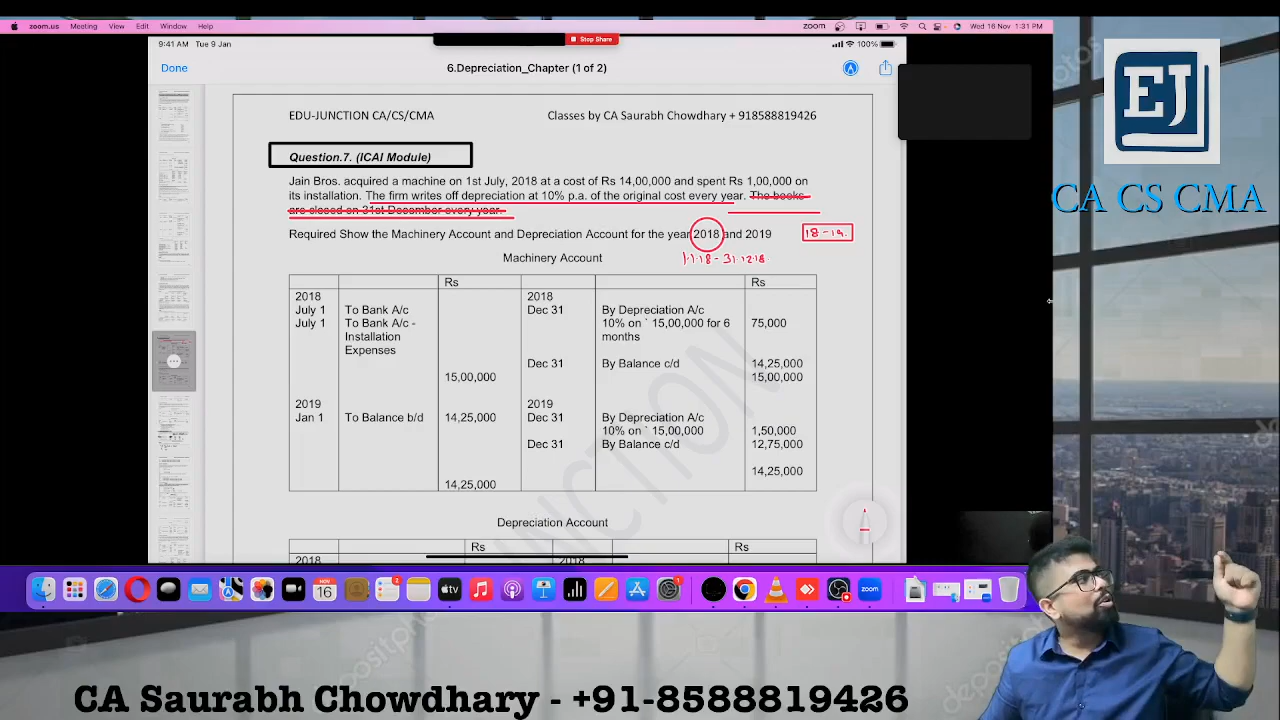 zoom.us Meeting View Edit Window Help zoom Wed 16 Nov 1:31 PM
9:41 AM Tue 9 Jan Stop Share 100%
Done 6.Depreciation_Chapter (1 of 2)
EJ
CA CS CMA
EDU-JUNCTION CA/CS/CMA Classes by CA Saurabh Chowdhary + 918588819426
Question.7. (ICAI Module)
Jain Bros. acquired a machine on 1st July, 2018 at a cost of Rs 14,00,000 and spent Rs 1,00,000 on
its installation. The firm writes off depreciation at 10% p.a. of the original cost every year. The books
are closed on 31st December every year.
Required Show the Machinery Account and Depreciation Account for the year 2018 and 2019 18-19.
1.1.18 - 31.12.18.
Machinery Account
Rs Rs
2018 2018
July 1 To Bank A/c Dec 31 By Depreciation A/c
July 1 To Bank A/c - 10% on ` 15,00,000 for 6 75,000
Installation months
Expenses
Dec 31 By Balance c/d 14,25,000
15,00,000 15,00,000
2019 2019
Jan 1 To Balance b/d 14,25,000 Dec 31 By Depreciation A/c
10% on ` 15,00,000 1,50,000
Dec 31 By Balance c/d 12,75,000
14,25,000
14,25,000
Depreciation Account
Rs Rs
2018 2018
NOV
16
tv
zoom
CA Saurabh Chowdhary - +91-8588819426